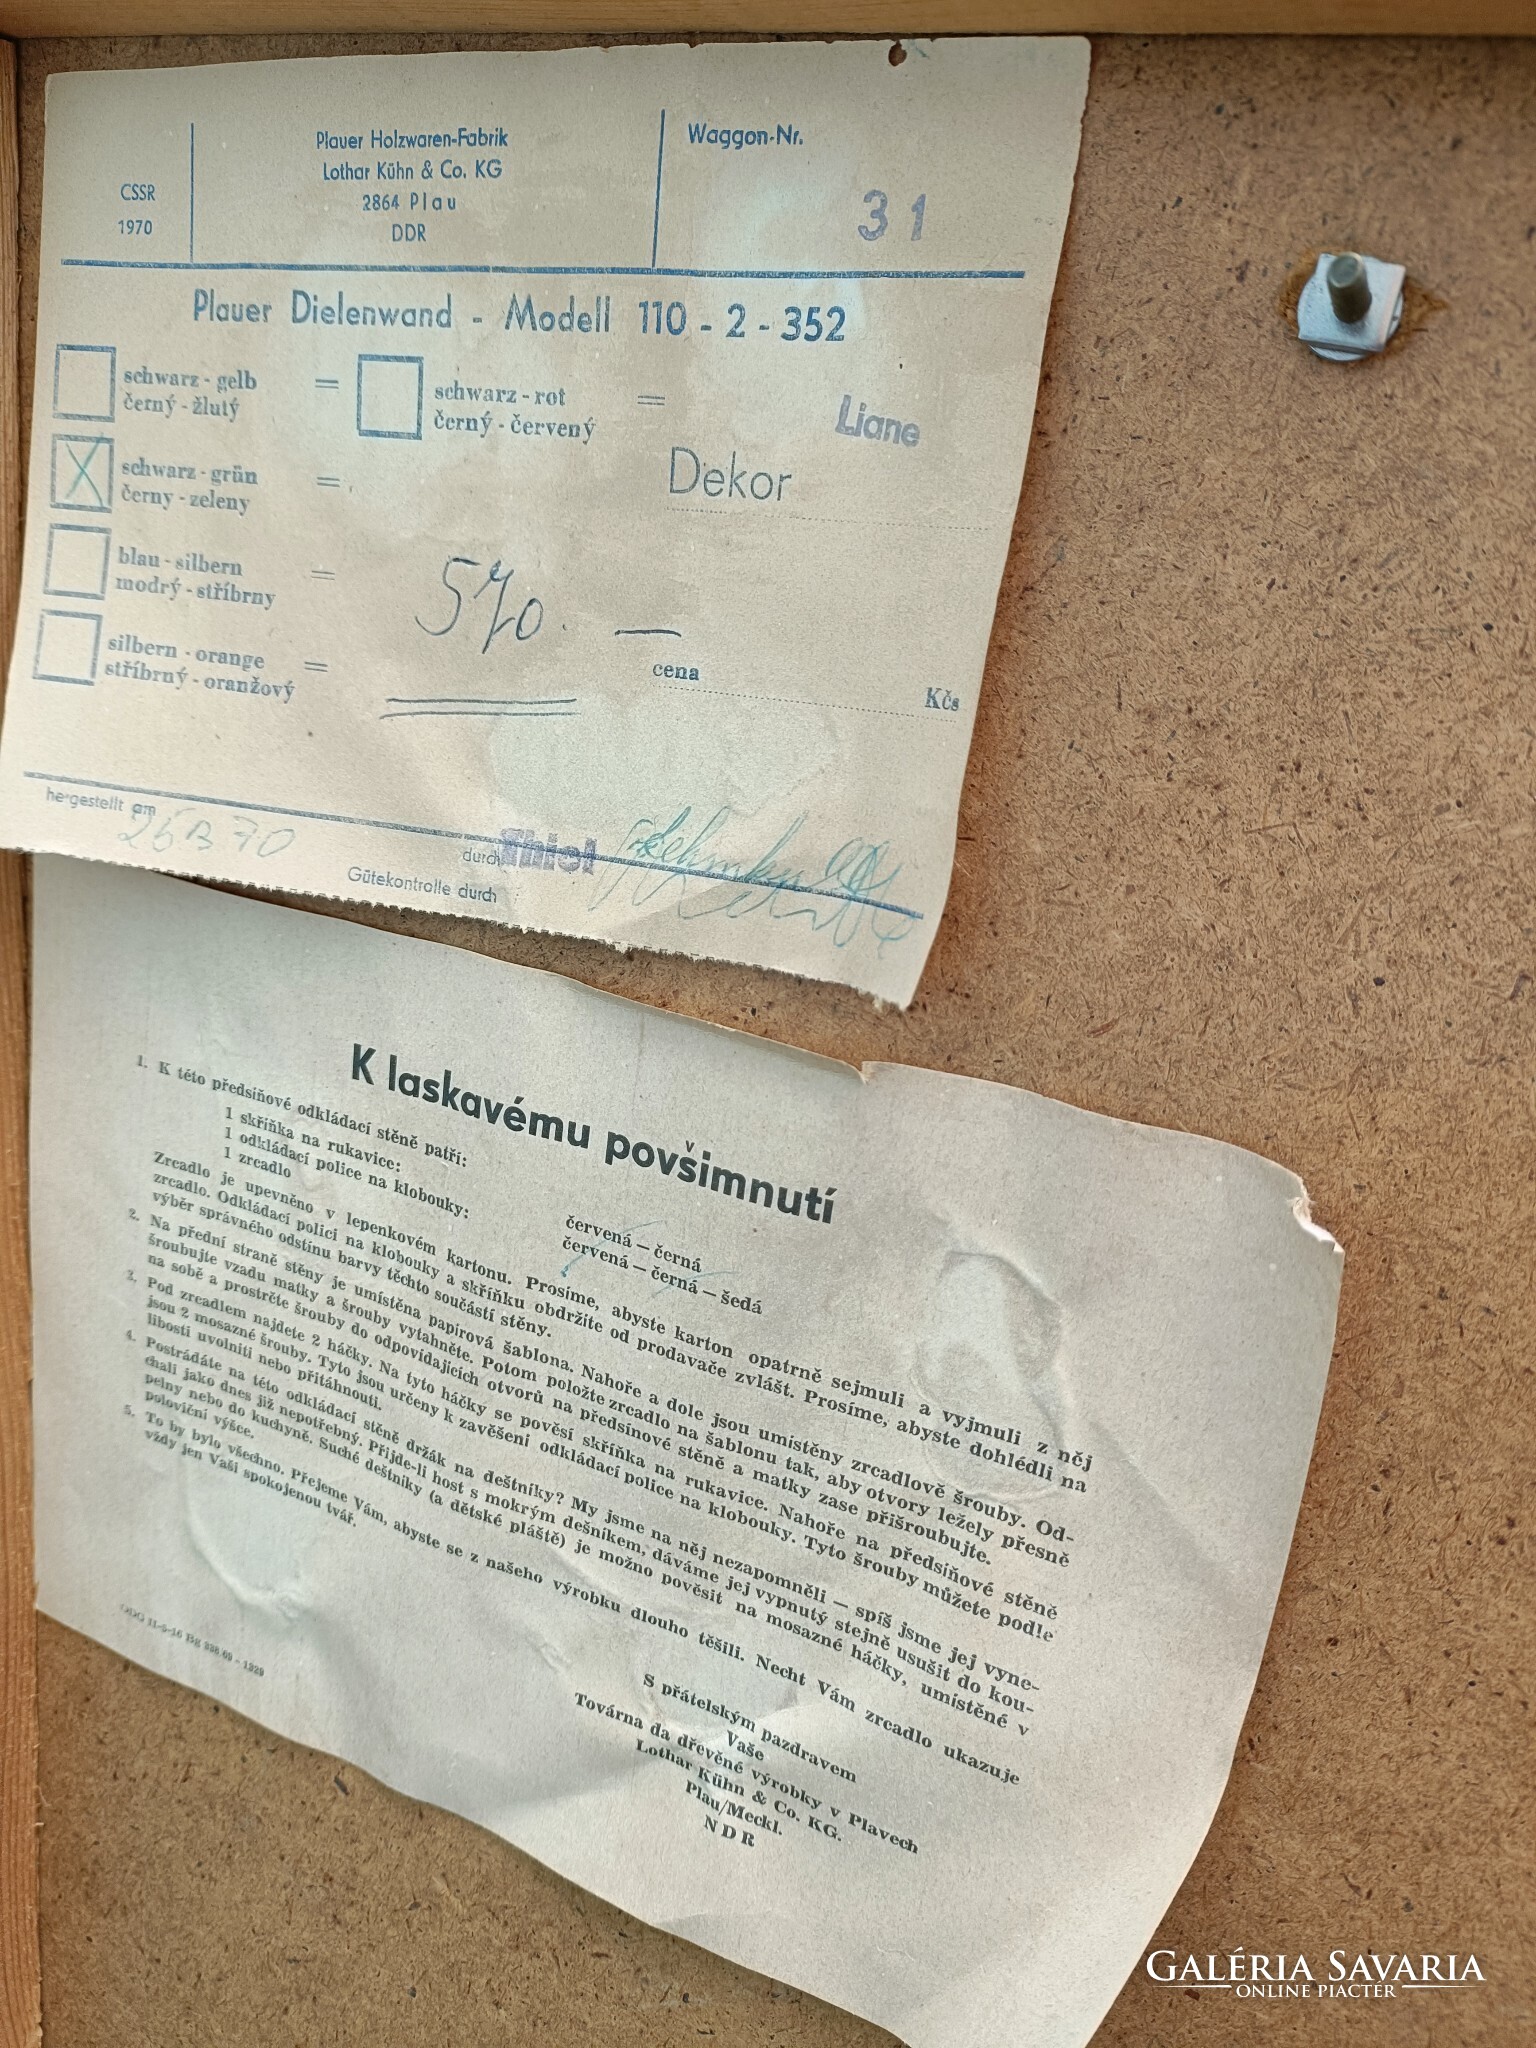 CSSR
1970
Plauer Holzwaren-Fabrik
Lothar Kühn & Co. KG
2864 Plau
DDR
Waggon-Nr.
31
Plauer Dielenwand - Modell 110 - 2 - 352
schwarz - gelb =
černý - žlutý
schwarz - rot =
černý - červený
Liane
Dekor
X schwarz - grün =
černy - zeleny
blau - silbern =
modrý - stříbrny
silbern - orange =
stříbrný - oranžový
570. —
cena Kčs
hergestellt am
durch Thiel
Gütekontrolle durch
K laskavému povšimnutí
1. K této předsiňové odkládací stěně patří:
1 skříňka na rukavice: červená — černá
1 odkládací police na klobouky: červená — černá — šedá
1 zrcadlo
Zrcadlo je upevněno v lepenkovém kartonu. Prosíme, abyste karton opatrně sejmuli a vyjmuli z něj
zrcadlo. Odkládací polici na klobouky a skříňku obdržíte od prodavače zvlášt. Prosíme, abyste dohlédli na
výběr správného odstínu barvy těchto součástí stěny.
2. Na přední straně stěny je umístěna papirová šablona. Nahoře a dole jsou umístěny zrcadlově šrouby. Od-
šroubujte vzadu matky a šrouby vytahněte. Potom položte zrcadlo na šablonu tak, aby otvory ležely přesně
na sobě a prostrčte šrouby do odpovídajicích otvorů na předsínové stěně a matky zase přišroubujte.
3. Pod zrcadlem najdete 2 háčky. Na tyto háčky se pověsí skříňka na rukavice. Nahoře na předsíňové stěně
jsou 2 mosazné šrouby. Tyto jsou určeny k zavěšeni odkládací police na klobouky. Tyto šrouby můžete podle
libosti uvolniti nebo přitáhnouti.
4. Postrádáte na této odkládací stěně držák na deštníky? My jsme na něj nezapomněli — spíš jsme jej vyne-
chali jako dnes již nepotřebný. Přijde-li host s mokrým dešníkem, dáváme jej vypnutý stejně usušit do kou-
pelny nebo do kuchyně. Suché deštníky (a dětské pláště) je možno pověsit na mosazné háčky, umístěné v
poloviční výšce.
5. To by bylo všechno. Přejeme Vám, abyste se z našeho výrobku dlouho těšili. Necht Vám zrcadlo ukazuje
vždy jen Vaši spokojenou tvář.
S přátelským pazdravem
Vaše
Továrna da dřevěné výrobky v Plavech
Lothar Kühn & Co. KG.
Plau/Meckl.
NDR
GALÉRIA SAVARIA
ONLINE PIACTÉR